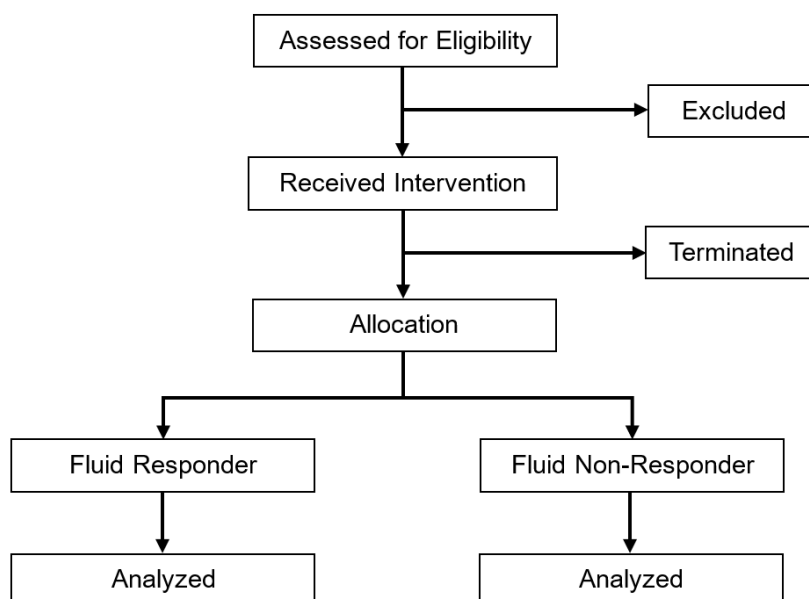 Assessed for Eligibility
Excluded
Received Intervention
Terminated
Allocation
Fluid Responder
Fluid Non-Responder
Analyzed
Analyzed